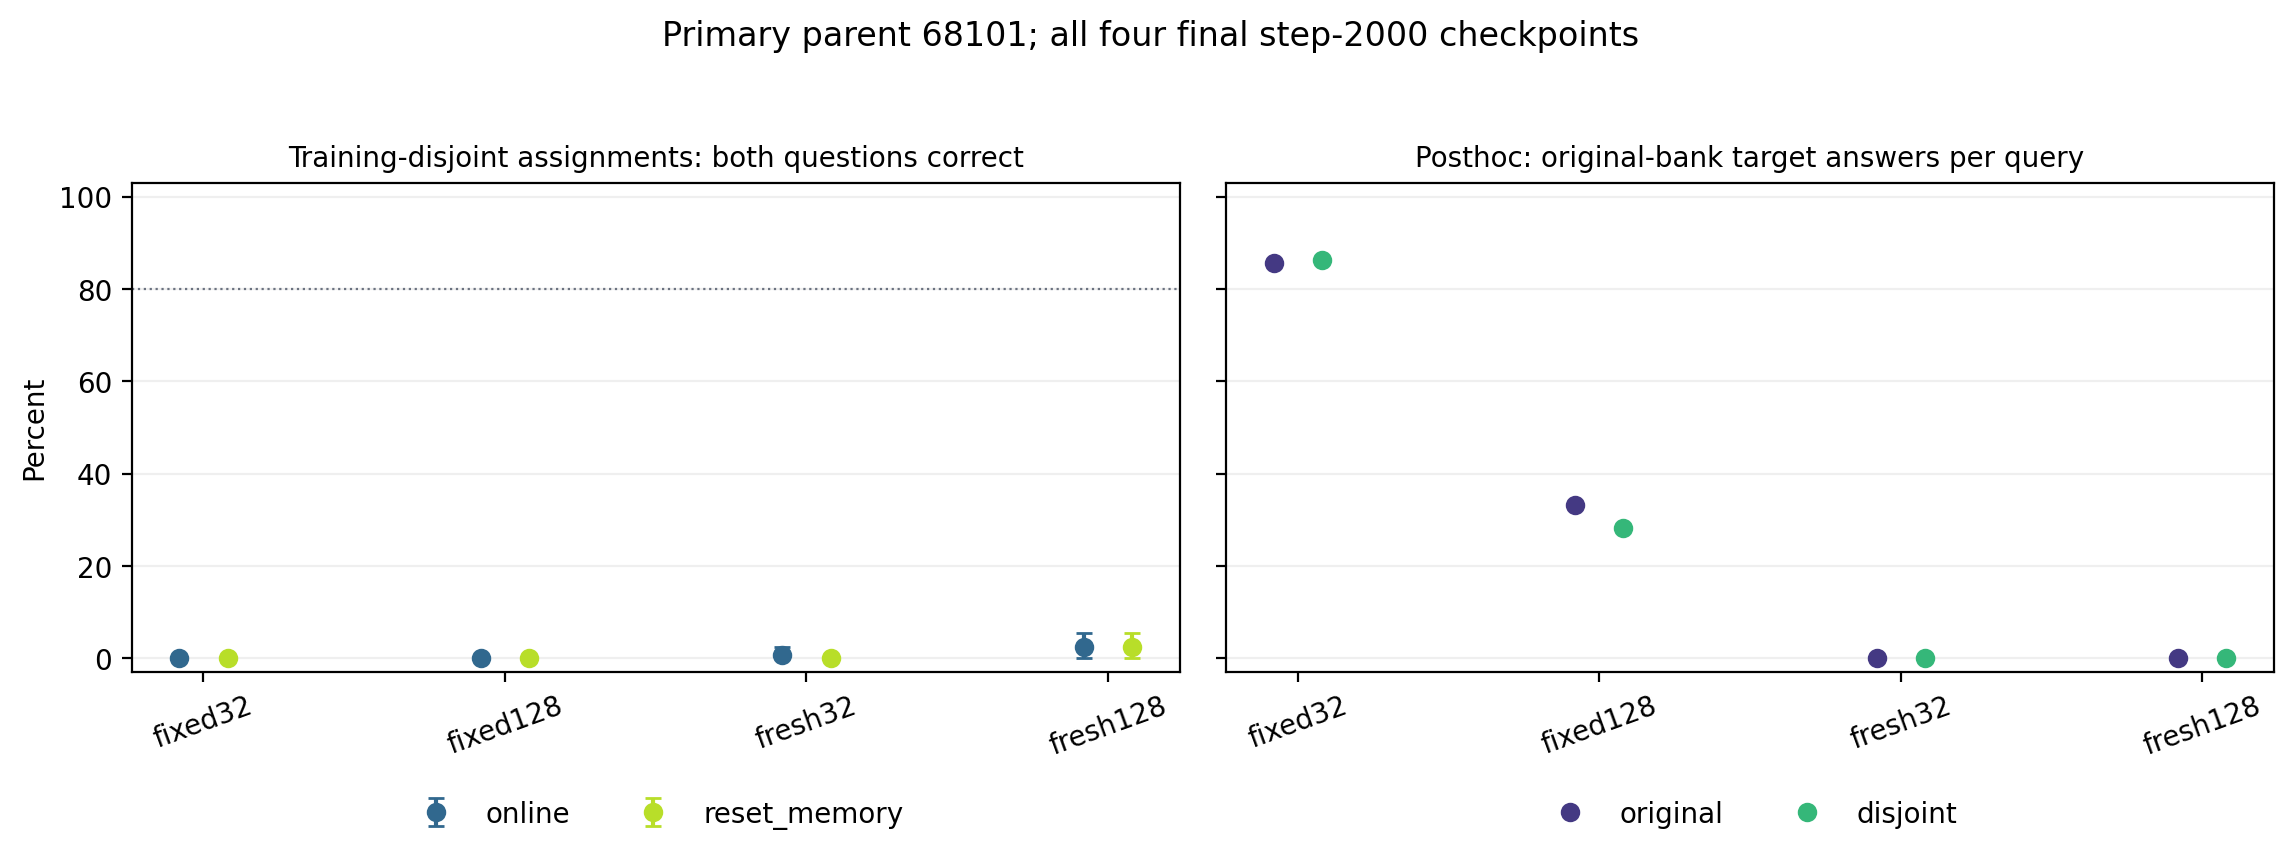 Primary parent 68101; all four final step-2000 checkpoints
Training-disjoint assignments: both questions correct
Percent
100
80
60
40
20
0
fixed32
fixed128
fresh32
fresh128
online
reset_memory
Posthoc: original-bank target answers per query
fixed32
fixed128
fresh32
fresh128
original
disjoint